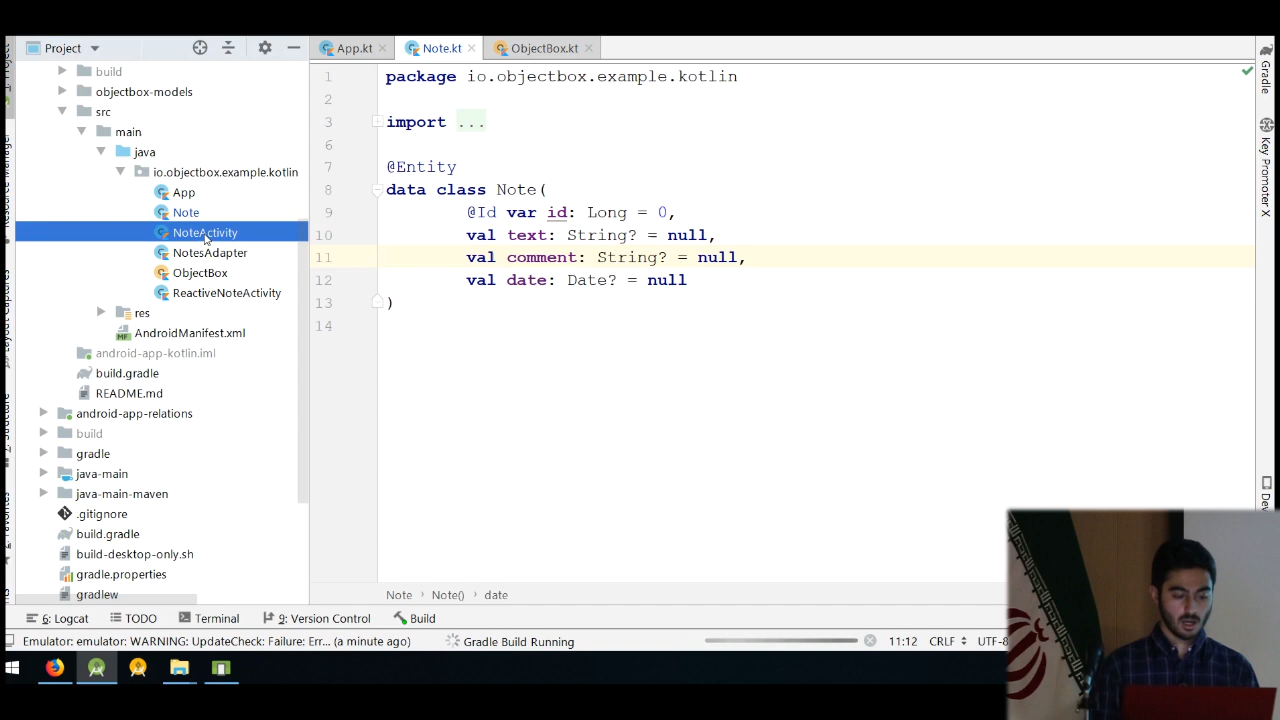 Project
App.kt
Note.kt
ObjectBox.kt
build
objectbox-models
src
main
java
io.objectbox.example.kotlin
App
Note
NoteActivity
NotesAdapter
ObjectBox
ReactiveNoteActivity
res
AndroidManifest.xml
android-app-kotlin.iml
build.gradle
README.md
android-app-relations
build
gradle
java-main
java-main-maven
.gitignore
build.gradle
build-desktop-only.sh
gradle.properties
gradlew
1 package io.objectbox.example.kotlin
2
3 import ...
6
7 @Entity
8 data class Note(
9 @Id var id: Long = 0,
10 val text: String? = null,
11 val comment: String? = null,
12 val date: Date? = null
13 )
14
Gradle
Key Promoter X
Note › Note() › date
6: Logcat
TODO
Terminal
9: Version Control
Build
Emulator: emulator: WARNING: UpdateCheck: Failure: Err... (a minute ago)
Gradle Build Running
11:12
CRLF
UTF-8